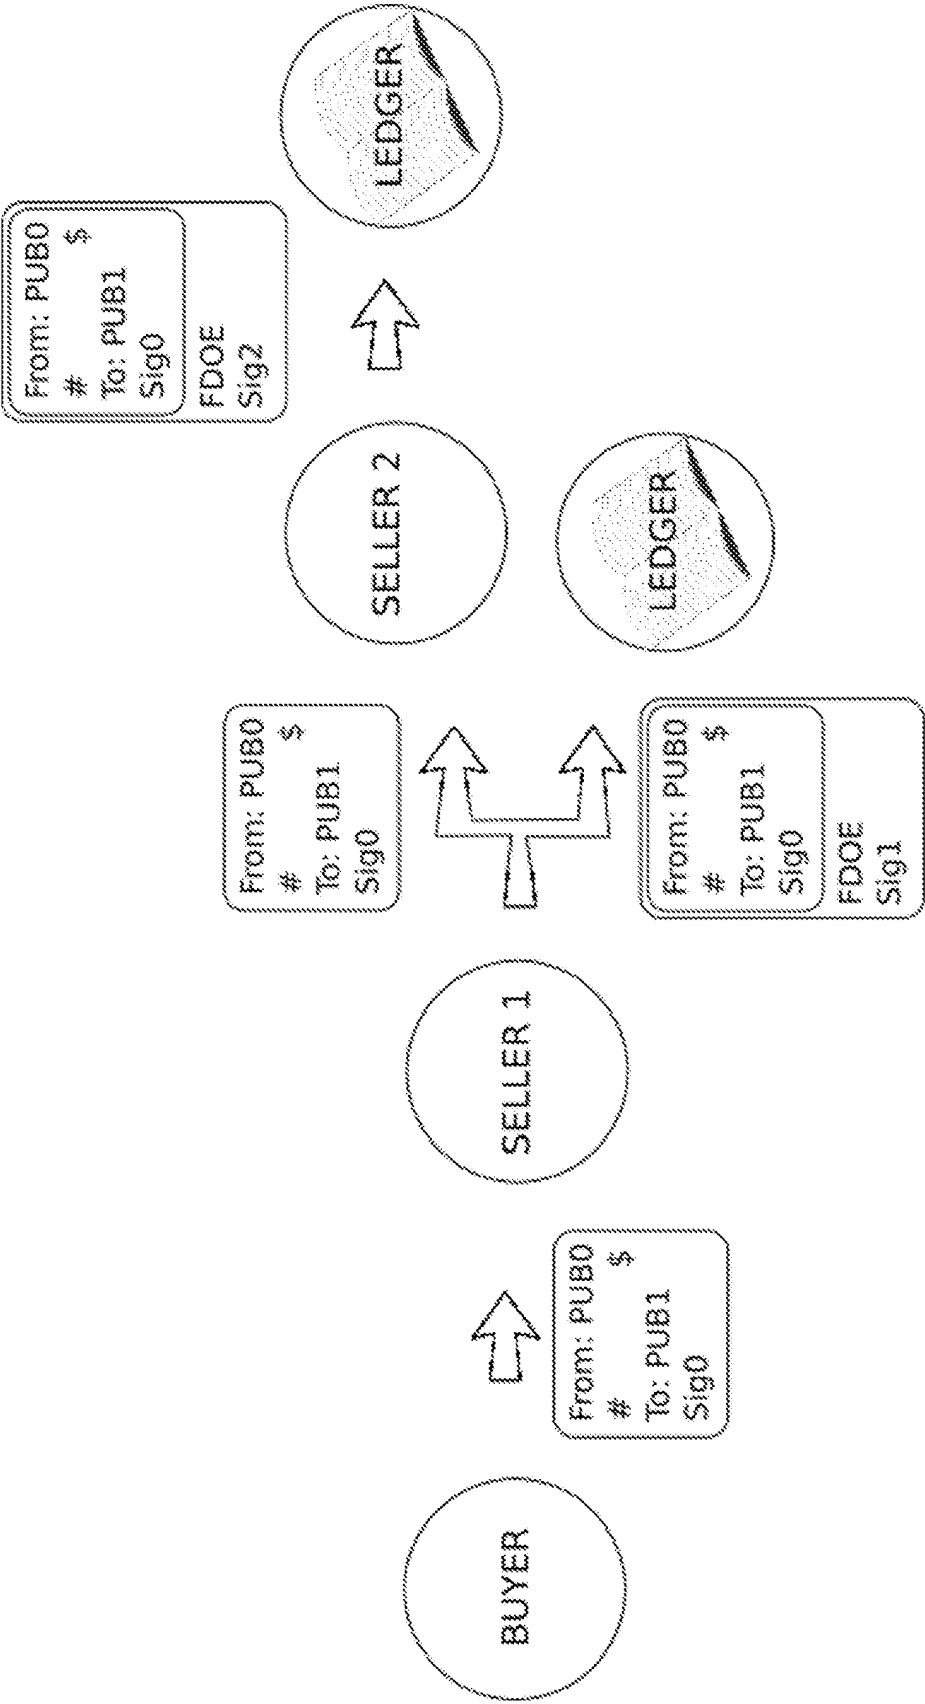 BUYER
From: PUB0
# $
To: PUB1
Sig0
SELLER 1
From: PUB0
# $
To: PUB1
Sig0
From: PUB0
# $
To: PUB1
Sig0
FDOE
Sig1
SELLER 2
LEDGER
From: PUB0
# $
To: PUB1
Sig0
FDOE
Sig2
LEDGER